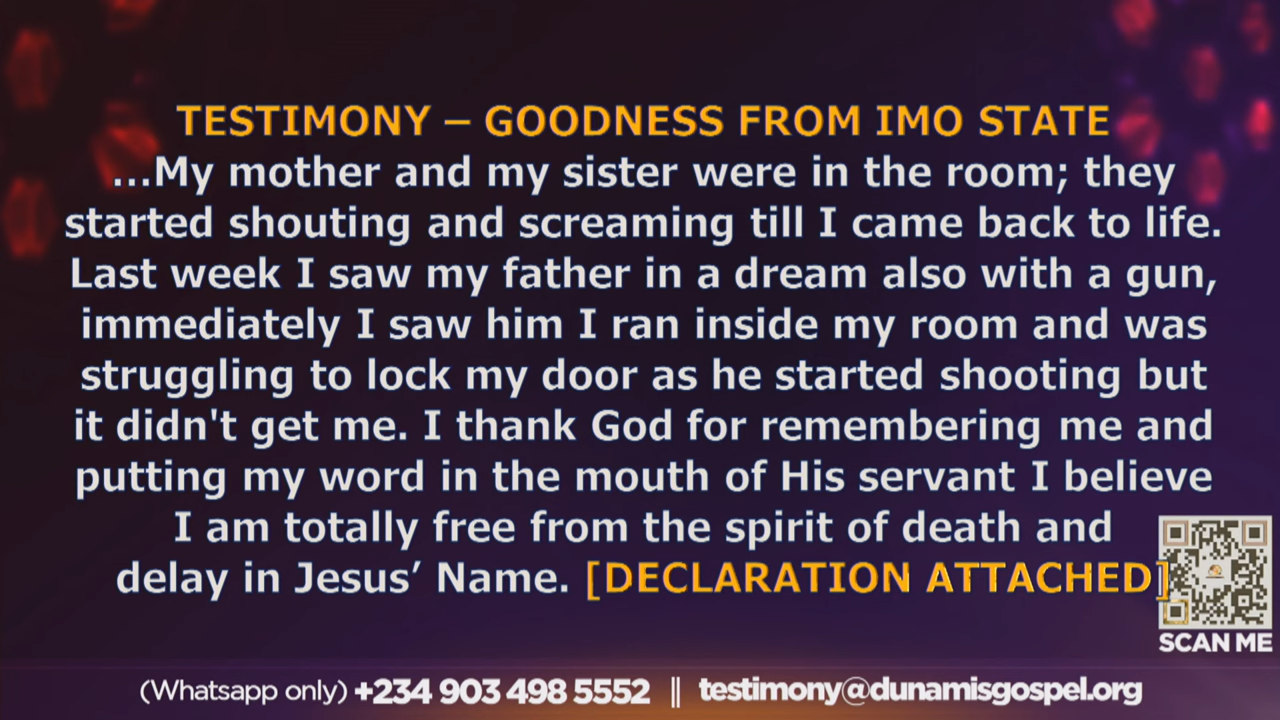 TESTIMONY – GOODNESS FROM IMO STATE
...My mother and my sister were in the room; they
started shouting and screaming till I came back to life.
Last week I saw my father in a dream also with a gun,
immediately I saw him I ran inside my room and was
struggling to lock my door as he started shooting but
it didn't get me. I thank God for remembering me and
putting my word in the mouth of His servant I believe
I am totally free from the spirit of death and
delay in Jesus’ Name. [DECLARATION ATTACHED]
SCAN ME
(Whatsapp only) +234 903 498 5552 || testimony@dunamisgospel.org